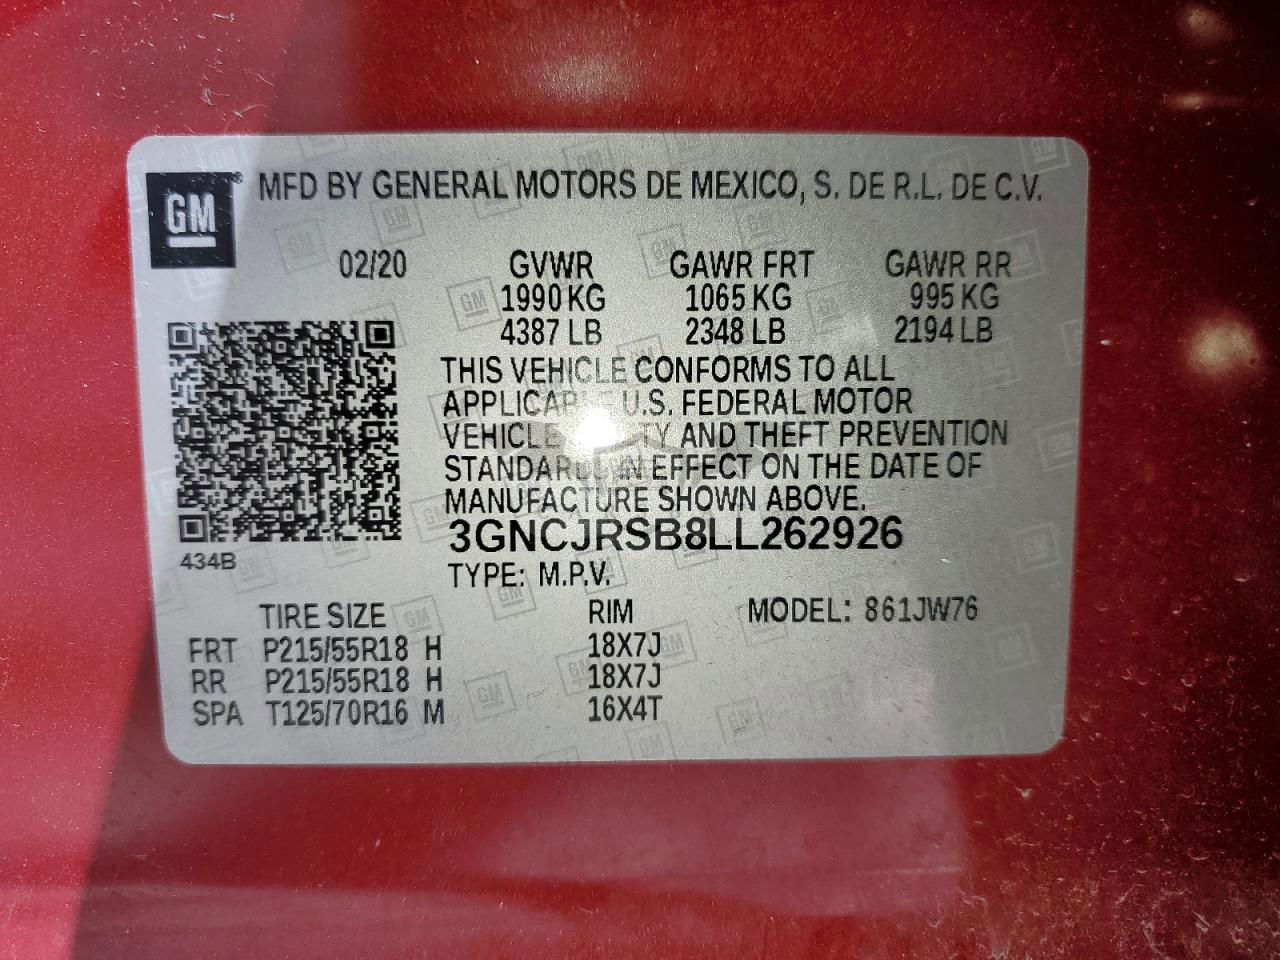 GM® MFD BY GENERAL MOTORS DE MEXICO, S. DE R.L. DE C.V.
02/20 GVWR GAWR FRT GAWR RR
1990 KG 1065 KG 995 KG
4387 LB 2348 LB 2194 LB
THIS VEHICLE CONFORMS TO ALL
U.S. FEDERAL MOTOR
VEHICLE AND THEFT PREVENTION
IN EFFECT ON THE DATE OF
MANUFACTURE SHOWN ABOVE.
3GNCJRSB8LL262926
434B
TYPE: M.P.V.
TIRE SIZE RIM MODEL: 861JW76
FRT P215/55R18 H 18X7J
RR P215/55R18 H 18X7J
SPA T125/70R16 M 16X4T